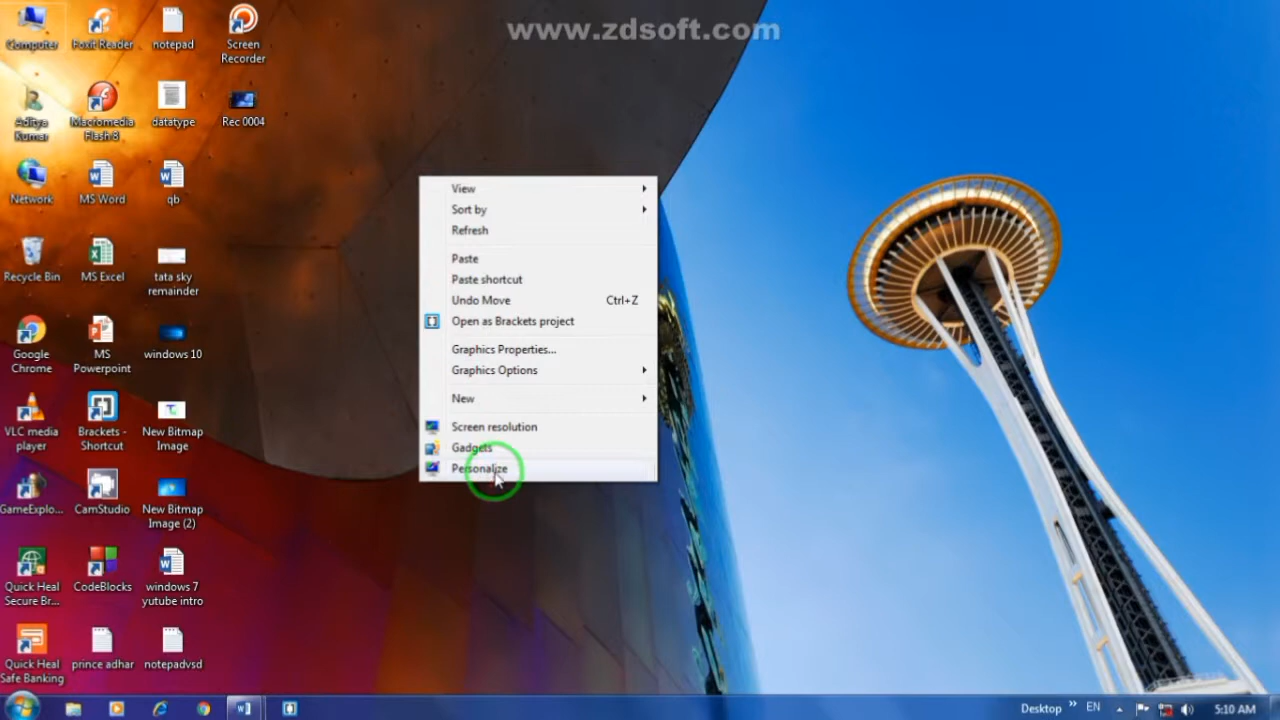 www.zdsoft.com
Computer
Foxit Reader
notepad
Screen
Recorder
Aditya
Kumar
Macromedia
Flash 8
datatype
Rec 0004
Network
MS Word
qb
Recycle Bin
MS Excel
tata sky
remainder
Google
Chrome
MS
Powerpoint
windows 10
VLC media
player
Brackets -
Shortcut
New Bitmap
Image
GameExplo...
CamStudio
New Bitmap
Image (2)
Quick Heal
Secure Br...
CodeBlocks
windows 7
yutube intro
Quick Heal
Safe Banking
prince adhar
notepadvsd
View
Sort by
Refresh
Paste
Paste shortcut
Undo Move Ctrl+Z
Open as Brackets project
Graphics Properties...
Graphics Options
New
Screen resolution
Gadgets
Personalize
Desktop » EN 5:10 AM